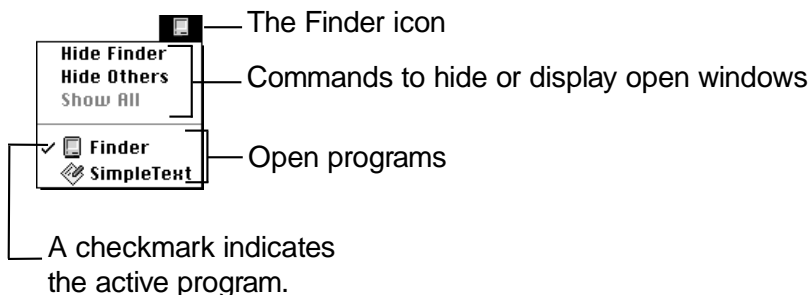 The Finder icon
Hide Finder
Hide Others
Show All
Commands to hide or display open windows
Finder
SimpleText
Open programs
A checkmark indicates
the active program.